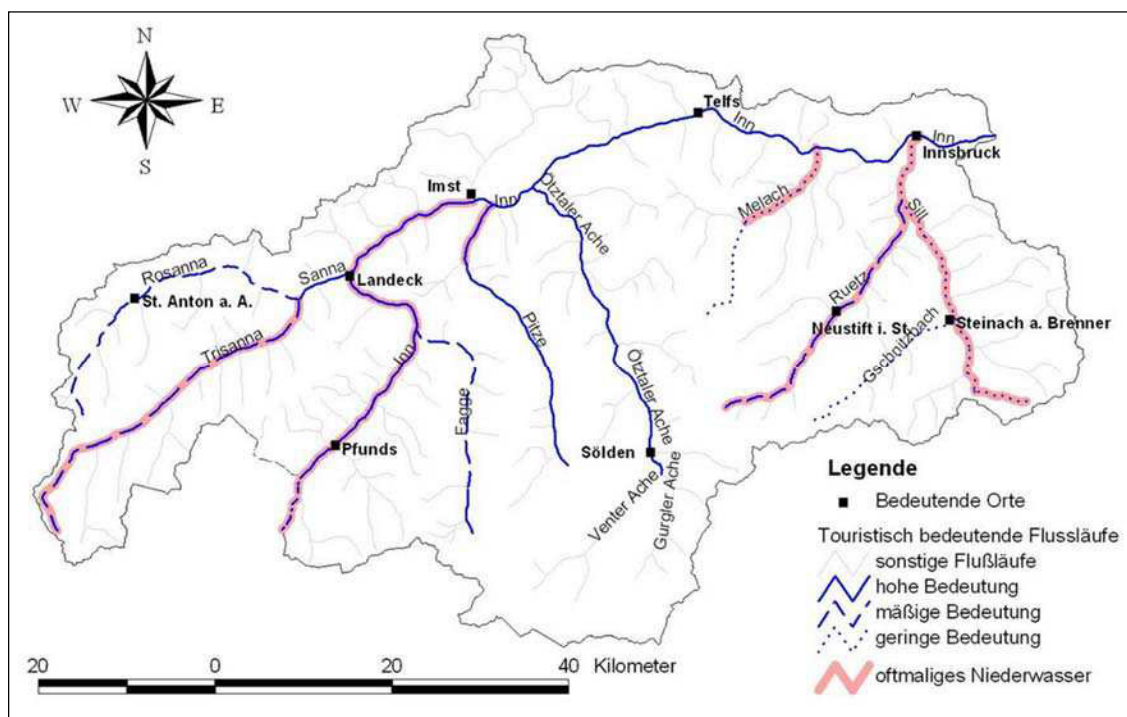 N
W E
S
Telfs
Inn
Inn
Innsbruck
Imst
Inn
Ötztaler Ache
Melach
Sill
Rosanna
Sanna
Landeck
St. Anton a. A.
Trisanna
Inn
Pitze
Ruetz
Neustift i. St.
Steinach a. Brenner
Gschnitzbach
Fagge
Ötztaler Ache
Pfunds
Sölden
Venter Ache
Gurgler Ache
Legende
Bedeutende Orte
Touristisch bedeutende Flussläufe
sonstige Flußläufe
hohe Bedeutung
mäßige Bedeutung
geringe Bedeutung
oftmaliges Niederwasser
20 0 20 40 Kilometer